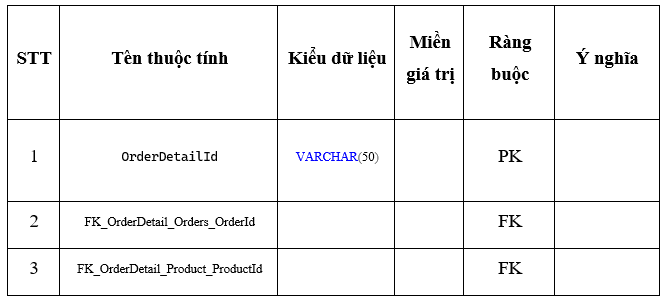 STT Tên thuộc tính Kiểu dữ liệu Miền giá trị Ràng buộc Ý nghĩa
1 OrderDetailId VARCHAR(50) PK
2 FK_OrderDetail_Orders_OrderId FK
3 FK_OrderDetail_Product_ProductId FK